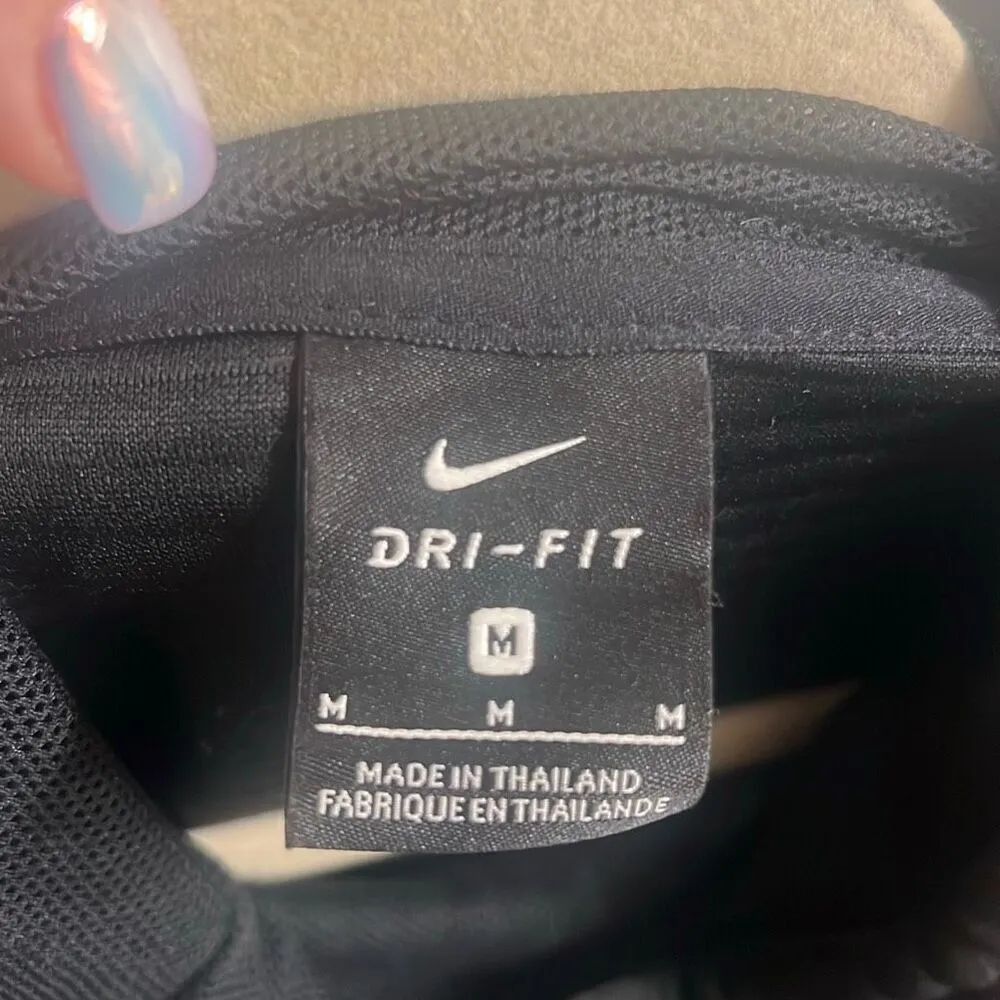 DRI-FIT
M
M M M
MADE IN THAILAND
FABRIQUE EN THAILANDE